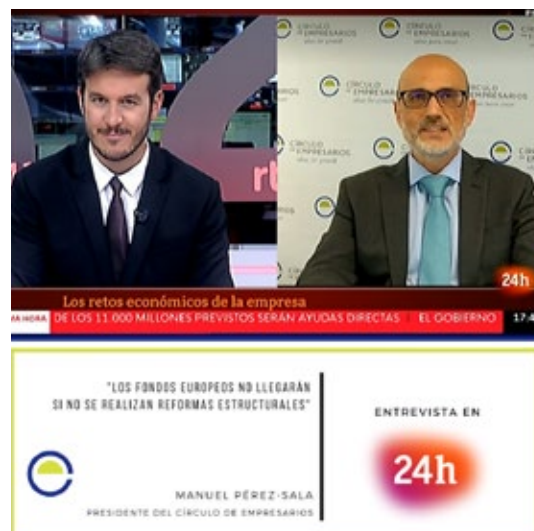 CÍRCULO
DE EMPRESARIOS
rt
24h
Los retos económicos de la empresa
DE LOS 11.000 MILLONES PREVISTOS SERÁN AYUDAS DIRECTAS | EL GOBIERNO
"LOS FONDOS EUROPEOS NO LLEGARÁN
SI NO SE REALIZAN REFORMAS ESTRUCTURALES"
MANUEL PÉREZ-SALA
PRESIDENTE DEL CÍRCULO DE EMPRESARIOS
ENTREVISTA EN
24h